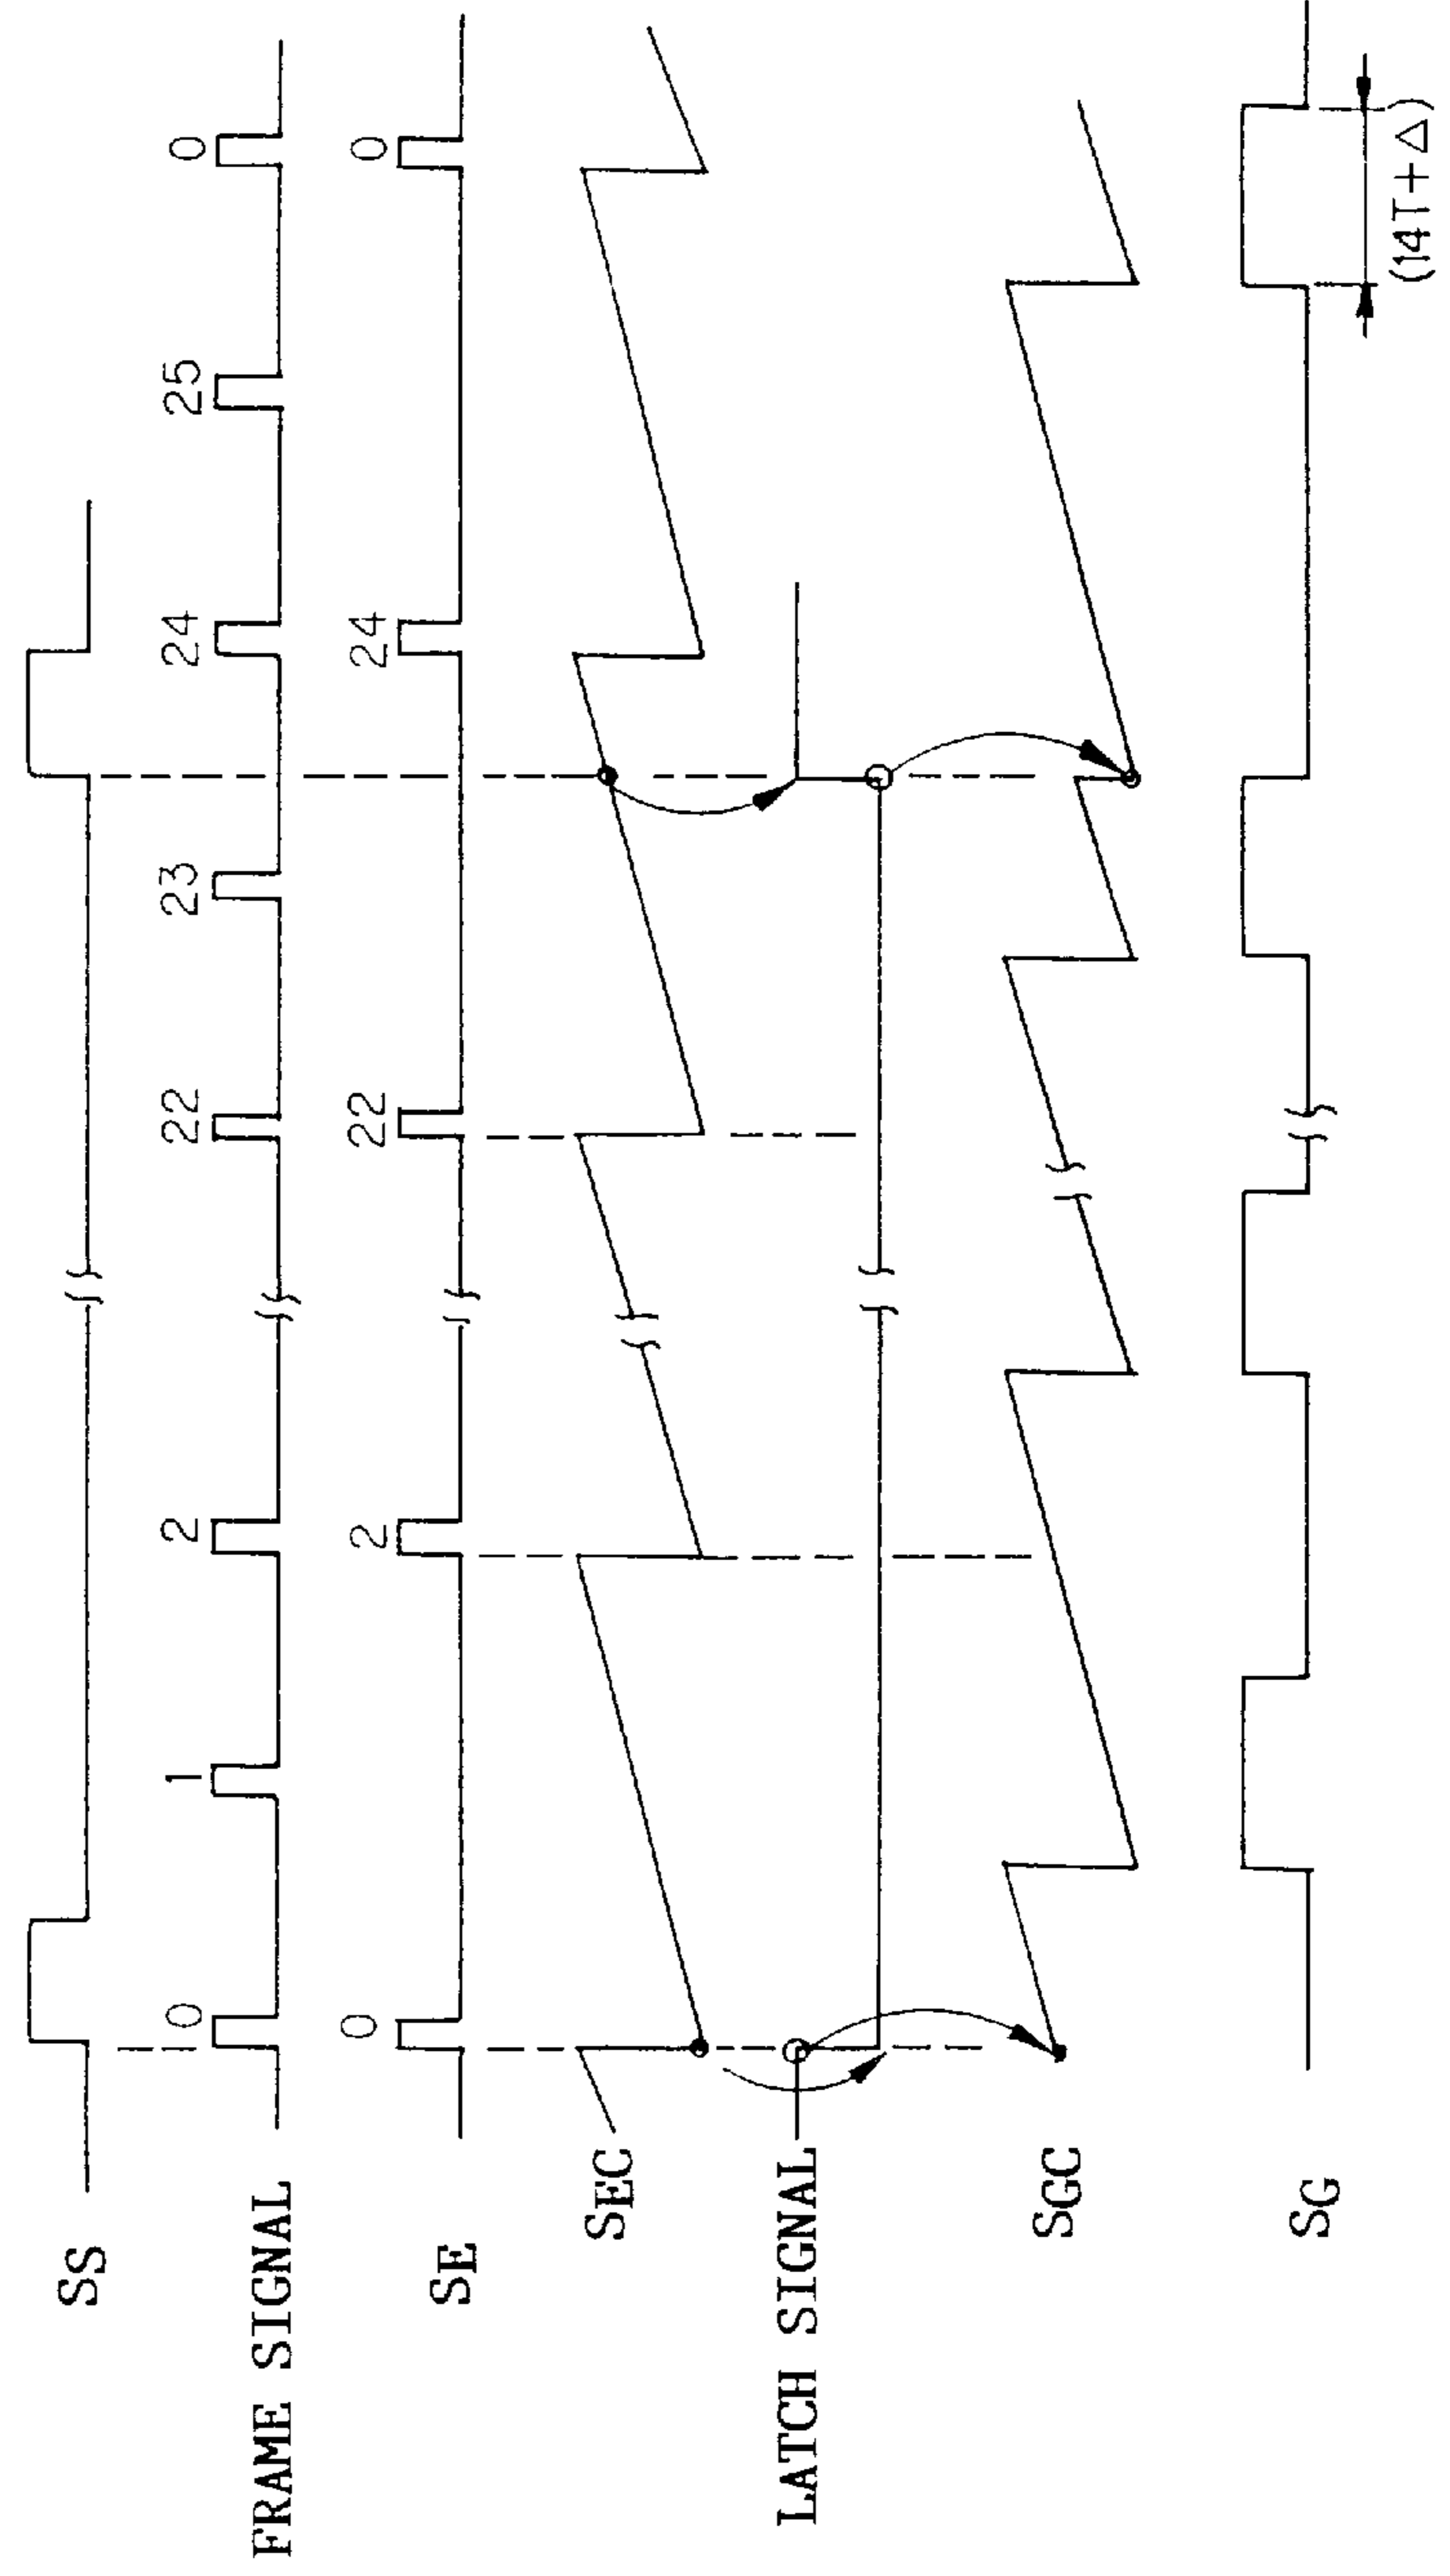 SS
FRAME SIGNAL
0 1 2 22 23 24 25 0
SE
0 2 22 24 0
SEC
LATCH SIGNAL
SGC
SG
(14T+Δ)